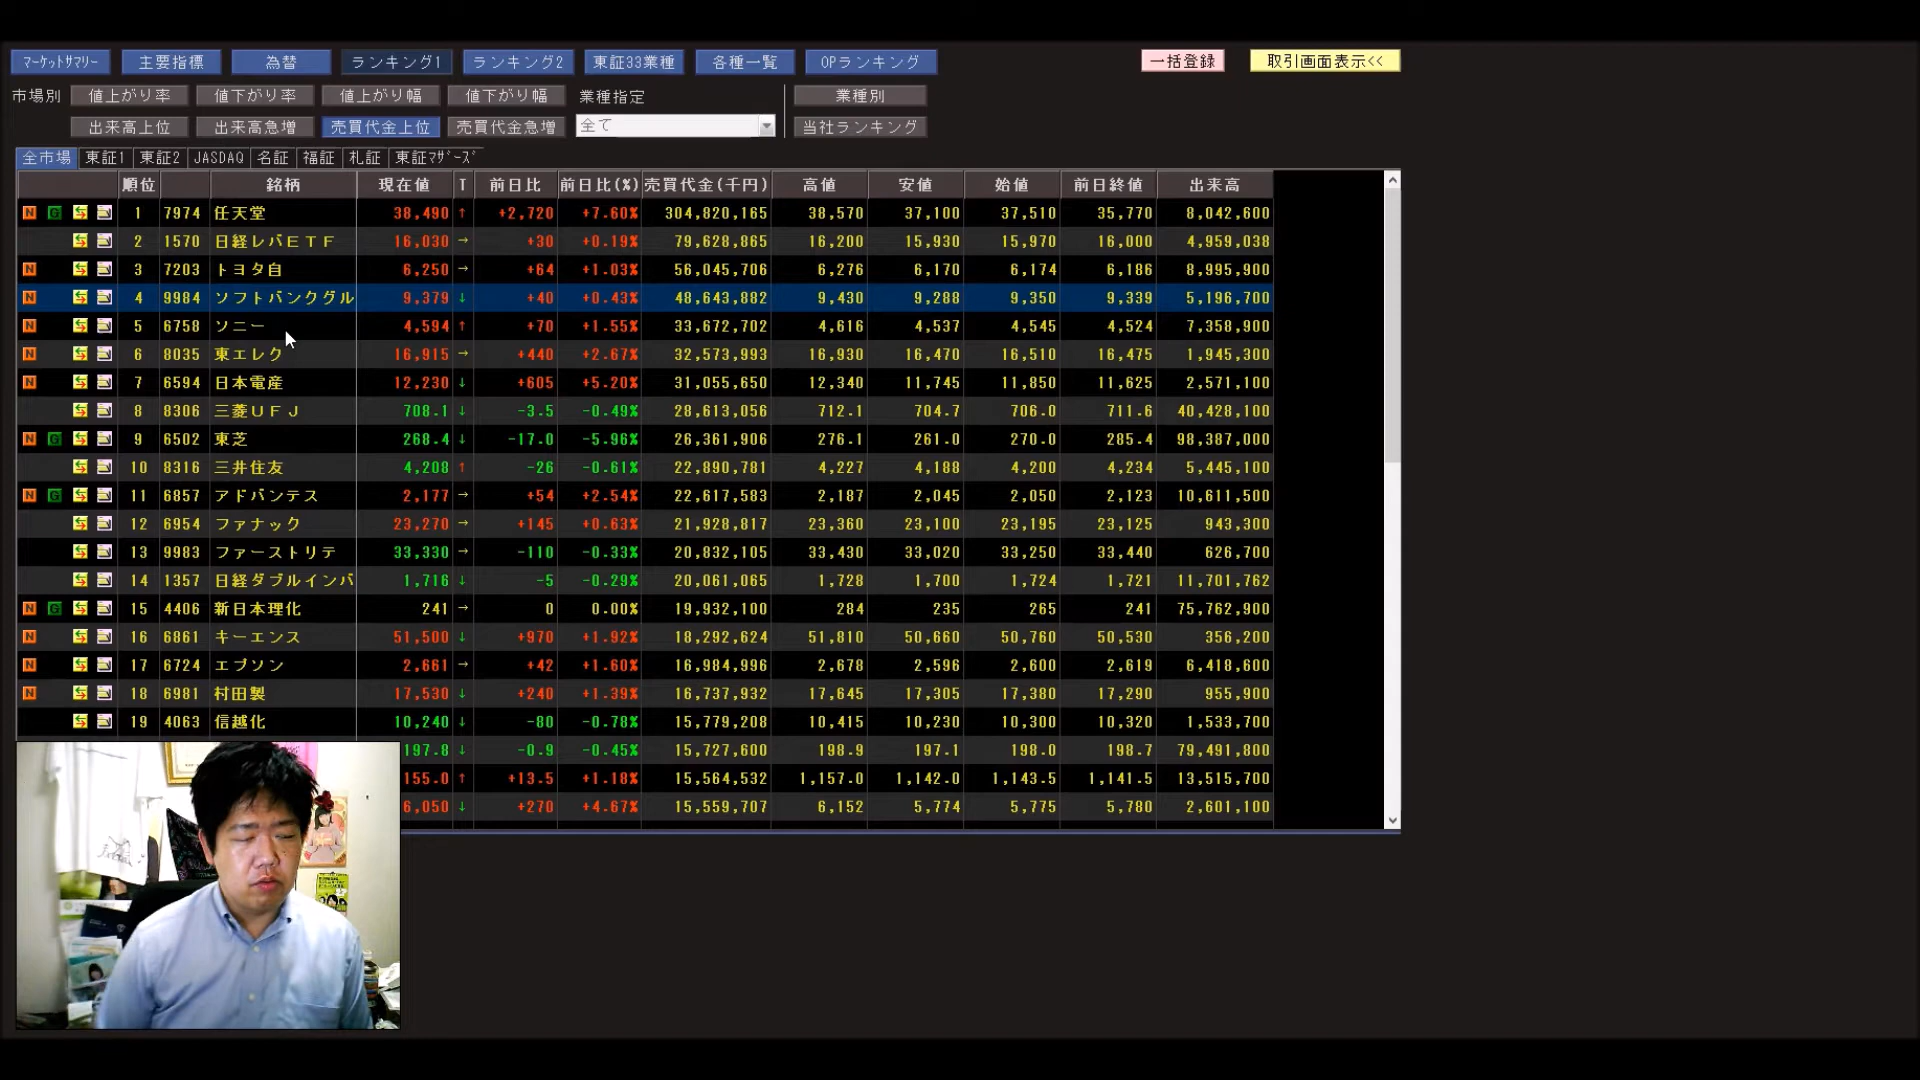 マーケットサマリー 主要指標 為替 ランキング1 ランキング2 東証33業種 各種一覧 OPランキング 一括登録 取引画面表示<<
市場別 値上がり率 値下がり率 値上がり幅 値下がり幅 業種指定 業種別
出来高上位 出来高急増 売買代金上位 売買代金急増 全て 当社ランキング
全市場 東証1 東証2 JASDAQ 名証 福証 札証 東証マザーズ
順位 銘柄 現在値 T 前日比 前日比(%) 売買代金(千円) 高値 安値 始値 前日終値 出来高
N G 1 7974 任天堂 38,490 ↑ +2,720 +7.60% 304,820,165 38,570 37,100 37,510 35,770 8,042,600
2 1570 日経レバETF 16,030 → +30 +0.19% 79,628,865 16,200 15,930 15,970 16,000 4,959,038
N 3 7203 トヨタ自 6,250 → +64 +1.03% 56,045,706 6,276 6,170 6,174 6,186 8,995,900
N 4 9984 ソフトバンクグル 9,379 ↓ +40 +0.43% 48,643,882 9,430 9,288 9,350 9,339 5,196,700
N 5 6758 ソニー 4,594 ↑ +70 +1.55% 33,672,702 4,616 4,537 4,545 4,524 7,358,900
N 6 8035 東エレク 16,915 → +440 +2.67% 32,573,993 16,930 16,470 16,510 16,475 1,945,300
N 7 6594 日本電産 12,230 ↓ +605 +5.20% 31,055,650 12,340 11,745 11,850 11,625 2,571,100
8 8306 三菱UFJ 708.1 ↓ -3.5 -0.49% 28,613,056 712.1 704.7 706.0 711.6 40,428,100
N G 9 6502 東芝 268.4 ↓ -17.0 -5.96% 26,361,906 276.1 261.0 270.0 285.4 98,387,000
10 8316 三井住友 4,208 ↑ -26 -0.61% 22,890,781 4,227 4,188 4,200 4,234 5,445,100
N G 11 6857 アドバンテス 2,177 → +54 +2.54% 22,617,583 2,187 2,045 2,050 2,123 10,611,500
12 6954 ファナック 23,270 → +145 +0.63% 21,928,817 23,360 23,100 23,195 23,125 943,300
13 9983 ファーストリテ 33,330 → -110 -0.33% 20,832,105 33,430 33,020 33,250 33,440 626,700
14 1357 日経ダブルインバ 1,716 ↓ -5 -0.29% 20,061,065 1,728 1,700 1,724 1,721 11,701,762
N G 15 4406 新日本理化 241 → 0 0.00% 19,932,100 284 235 265 241 75,762,900
N 16 6861 キーエンス 51,500 ↓ +970 +1.92% 18,292,624 51,810 50,660 50,760 50,530 356,200
N 17 6724 エプソン 2,661 → +42 +1.60% 16,984,996 2,678 2,596 2,600 2,619 6,418,600
N 18 6981 村田製 17,530 ↓ +240 +1.39% 16,737,932 17,645 17,305 17,380 17,290 955,900
19 4063 信越化 10,240 ↓ -80 -0.78% 15,779,208 10,415 10,230 10,300 10,320 1,533,700
197.8 ↓ -0.9 -0.45% 15,727,600 198.9 197.1 198.0 198.7 79,491,800
155.0 ↑ +13.5 +1.18% 15,564,532 1,157.0 1,142.0 1,143.5 1,141.5 13,515,700
6,050 ↓ +270 +4.67% 15,559,707 6,152 5,774 5,775 5,780 2,601,100